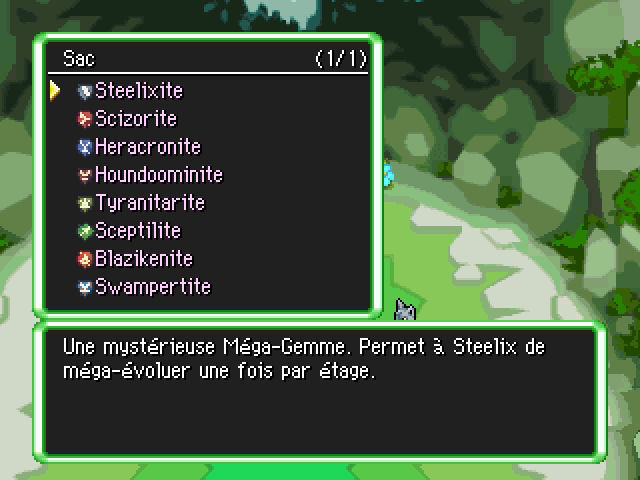 Sac (1/1)
Steelixite
Scizorite
Heracronite
Houndoominite
Tyranitarite
Sceptilite
Blazikenite
Swampertite
Une mystérieuse Méga-Gemme. Permet à Steelix de
méga-évoluer une fois par étage.